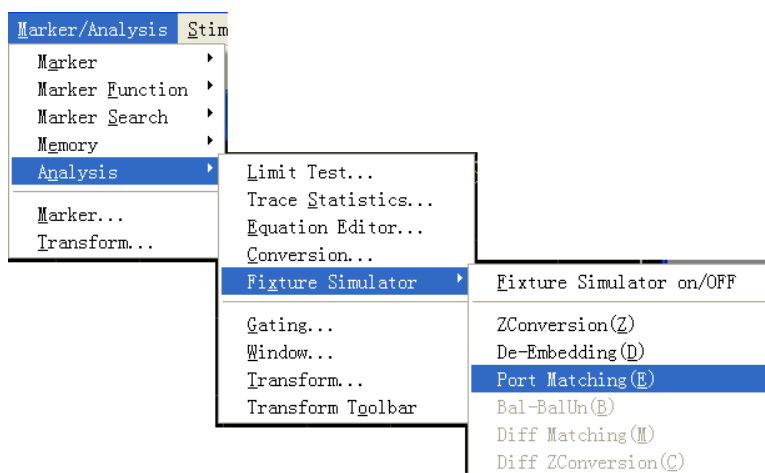 Marker/Analysis Stim
Marker
Marker Function
Marker Search
Memory
Analysis
Marker...
Transform...
Limit Test...
Trace Statistics...
Equation Editor...
Conversion...
Fixture Simulator
Gating...
Window...
Transform...
Transform Toolbar
Fixture Simulator on/OFF
ZConversion(Z)
De-Embedding(D)
Port Matching(E)
Bal-BalUn(B)
Diff Matching(M)
Diff ZConversion(C)